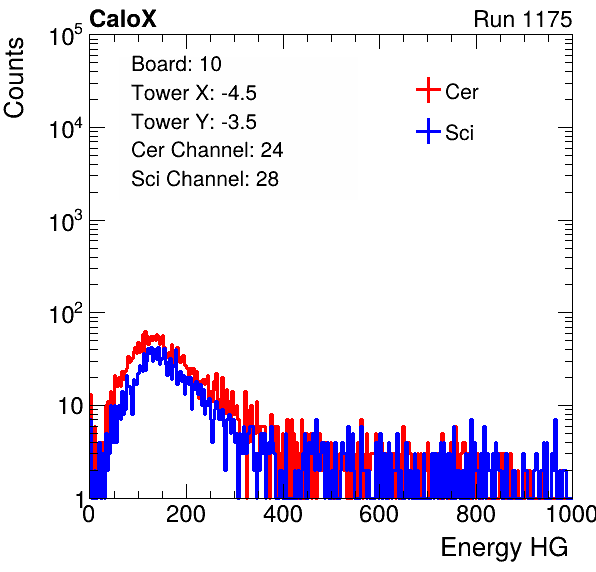 CaloX Run 1175
Counts
10^5
10^4
10^3
10^2
10
1
Board: 10
Tower X: -4.5
Tower Y: -3.5
Cer Channel: 24
Sci Channel: 28
Cer
Sci
0 200 400 600 800 1000
Energy HG